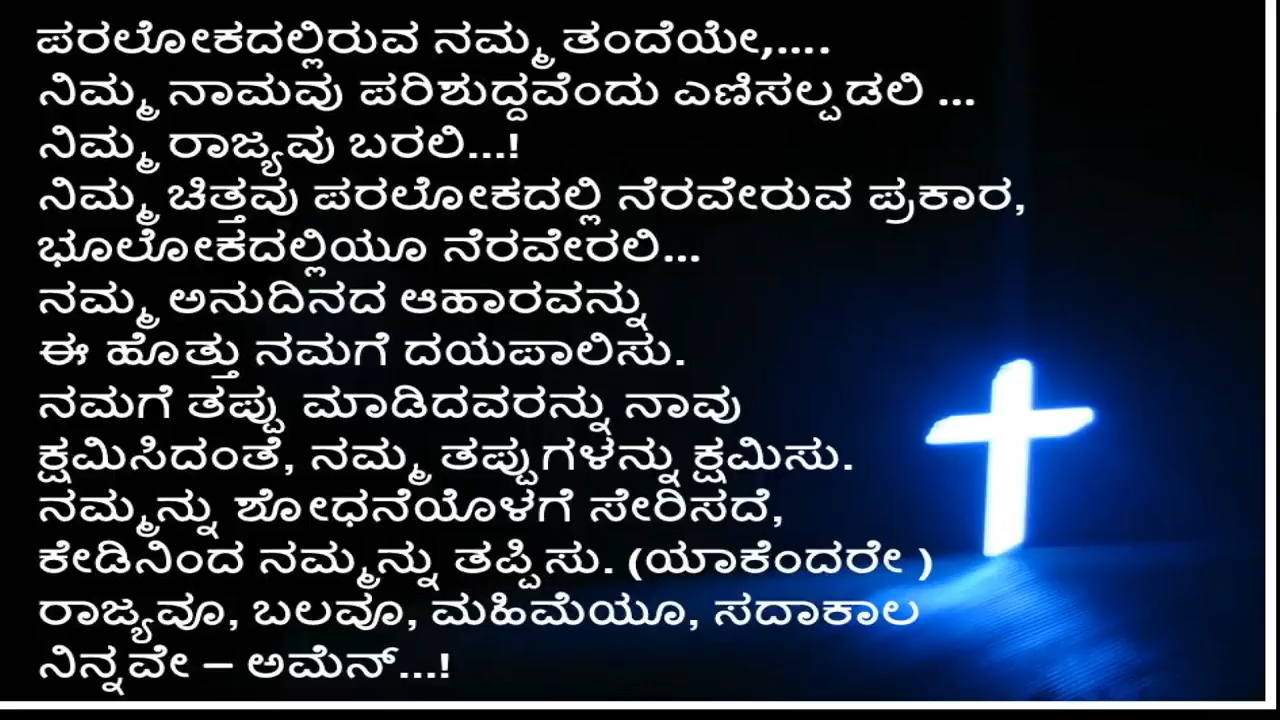 ಪರಲೋಕದಲ್ಲಿರುವ ನಮ್ಮ ತಂದೆಯೇ,....
ನಿಮ್ಮ ನಾಮವು ಪರಿಶುದ್ದವೆಂದು ಎಣಿಸಲ್ಪಡಲಿ ...
ನಿಮ್ಮ ರಾಜ್ಯವು ಬರಲಿ...!
ನಿಮ್ಮ ಚಿತ್ತವು ಪರಲೋಕದಲ್ಲಿ ನೆರವೇರುವ ಪ್ರಕಾರ,
ಭೂಲೋಕದಲ್ಲಿಯೂ ನೆರವೇರಲಿ...
ನಮ್ಮ ಅನುದಿನದ ಆಹಾರವನ್ನು
ಈ ಹೊತ್ತು ನಮಗೆ ದಯಪಾಲಿಸು.
ನಮಗೆ ತಪ್ಪು ಮಾಡಿದವರನ್ನು ನಾವು
ಕ್ಷಮಿಸಿದಂತೆ, ನಮ್ಮ ತಪ್ಪುಗಳನ್ನು ಕ್ಷಮಿಸು.
ನಮ್ಮನ್ನು ಶೋಧನೆಯೊಳಗೆ ಸೇರಿಸದೆ,
ಕೇಡಿನಿಂದ ನಮ್ಮನ್ನು ತಪ್ಪಿಸು. (ಯಾಕೆಂದರೇ )
ರಾಜ್ಯವೂ, ಬಲವೂ, ಮಹಿಮೆಯೂ, ಸದಾಕಾಲ
ನಿನ್ನವೇ – ಅಮೆನ್...!